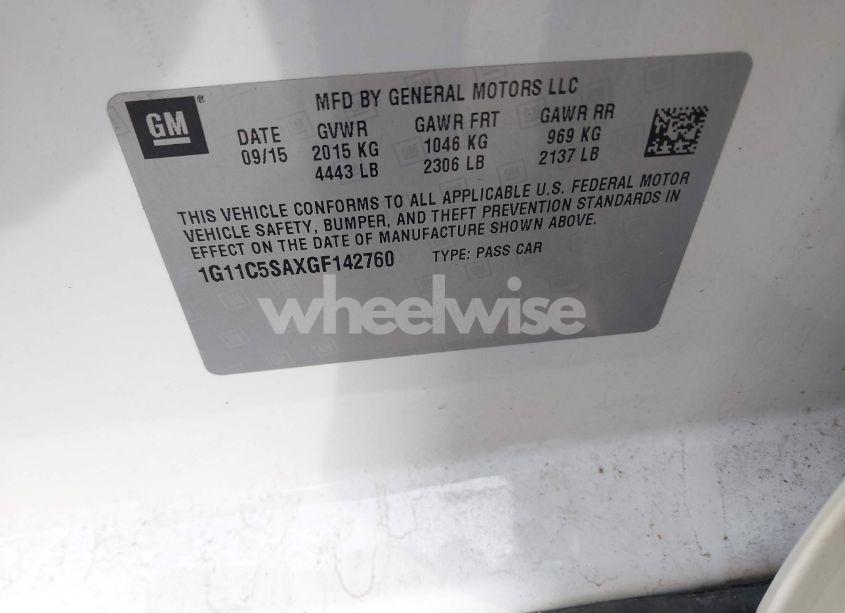 GM ®
MFD BY GENERAL MOTORS LLC
DATE GVWR GAWR FRT GAWR RR
09/15 2015 KG 1046 KG 969 KG
4443 LB 2306 LB 2137 LB
THIS VEHICLE CONFORMS TO ALL APPLICABLE U.S. FEDERAL MOTOR
VEHICLE SAFETY, BUMPER, AND THEFT PREVENTION STANDARDS IN
EFFECT ON THE DATE OF MANUFACTURE SHOWN ABOVE.
1G11C5SAXGF142760 TYPE: PASS CAR
wheelwise